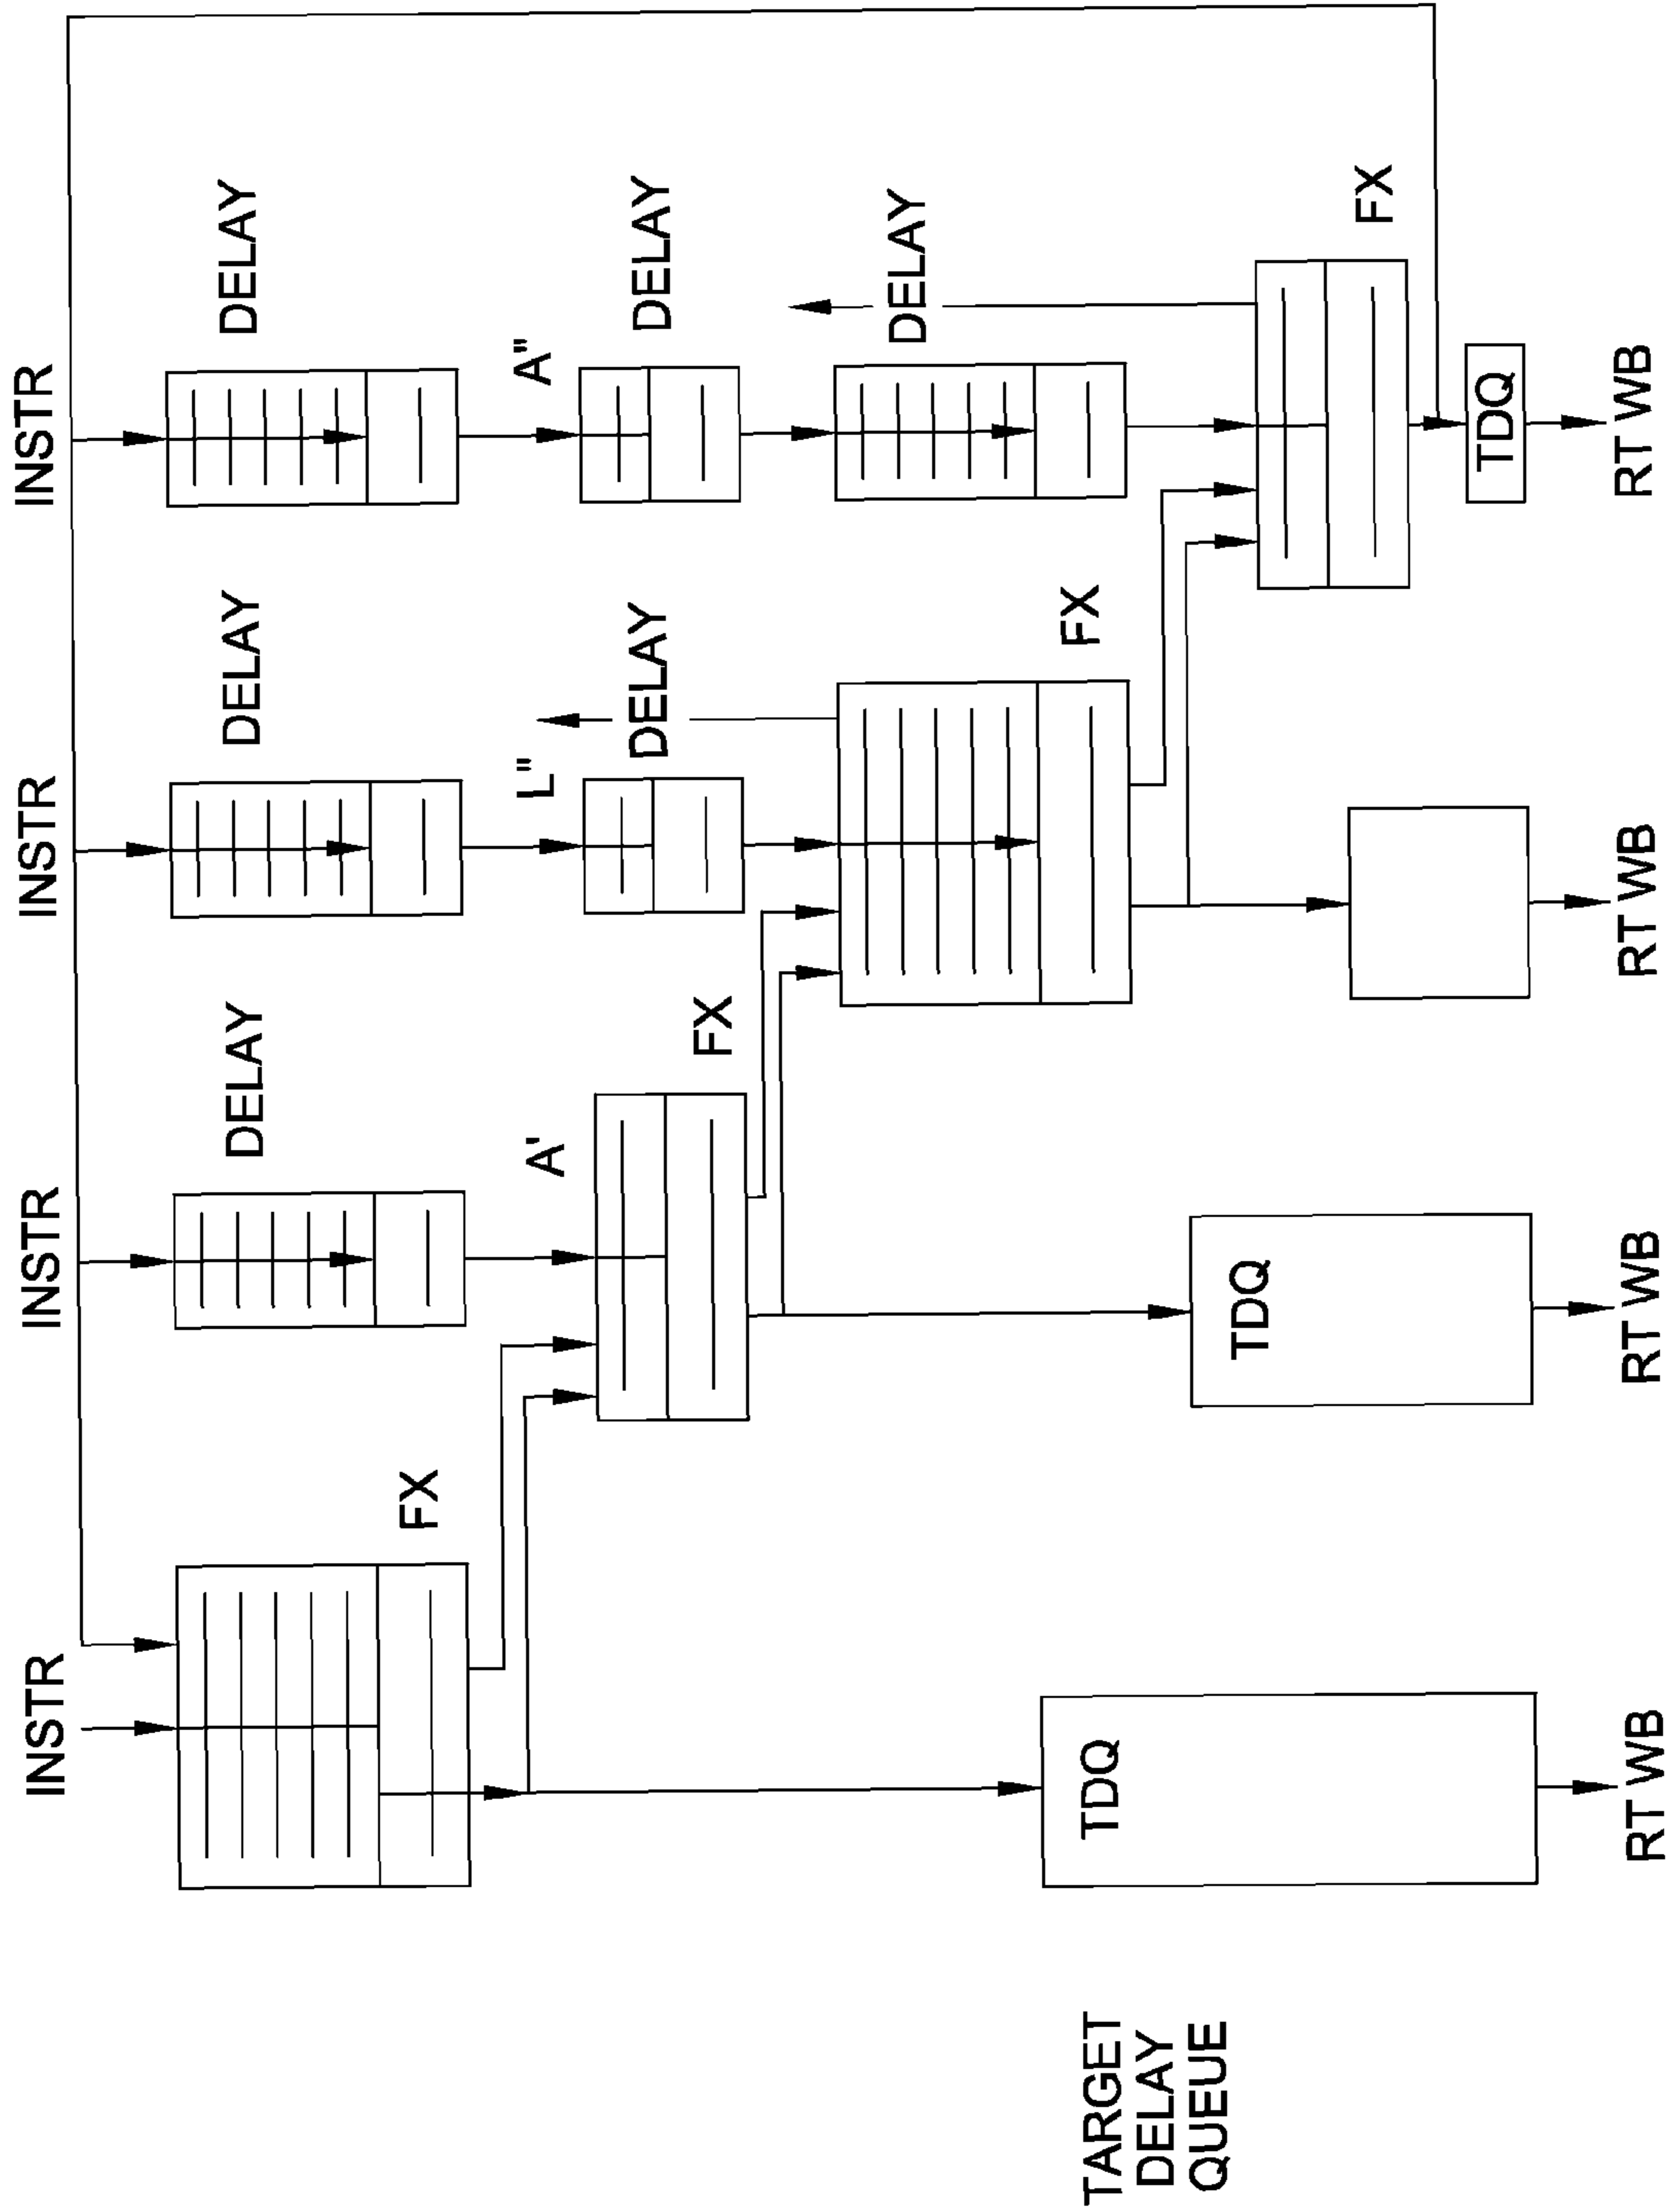 INSTR
INSTR
INSTR
INSTR
DELAY
DELAY
DELAY
FX
A'
L"
A"
DELAY
DELAY
FX
DELAY
FX
TARGET
DELAY
QUEUE
TDQ
TDQ
FX
TDQ
RT WB
RT WB
RT WB
RT WB